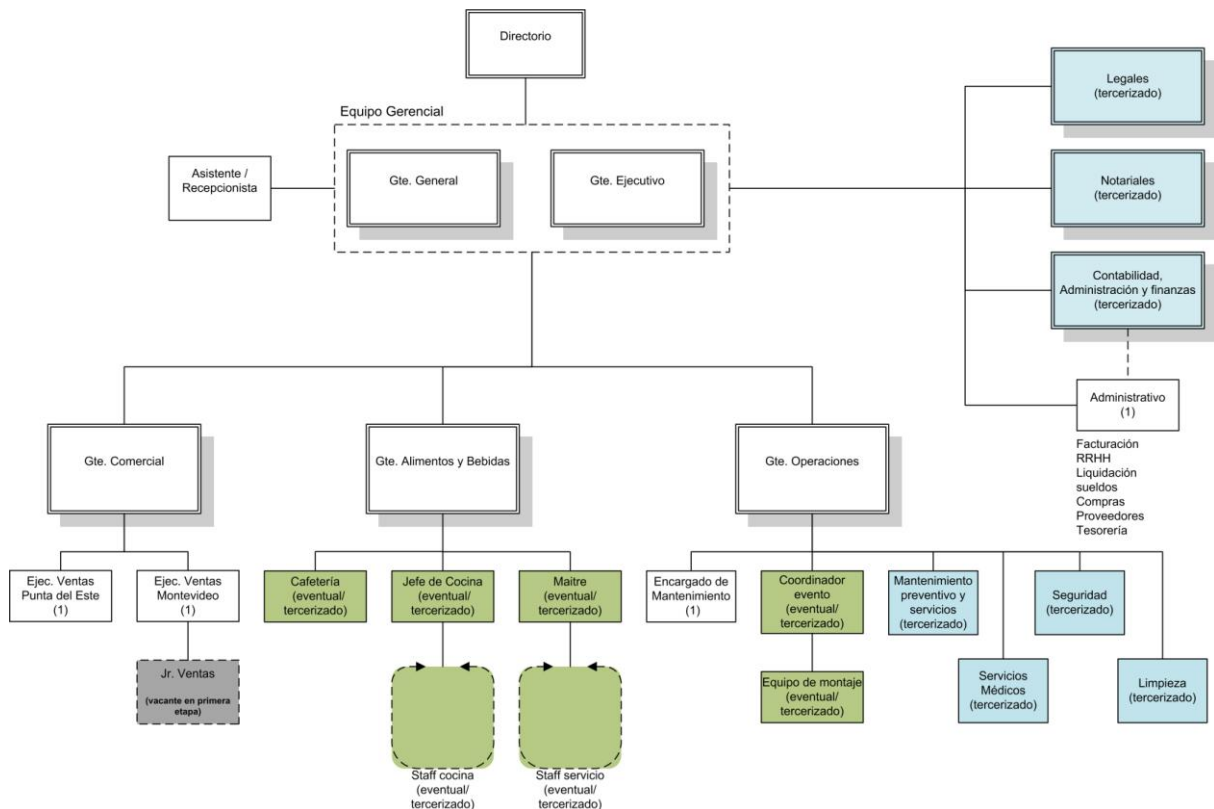 Directorio
Equipo Gerencial
Asistente /
Recepcionista
Gte. General
Gte. Ejecutivo
Legales
(tercerizado)
Notariales
(tercerizado)
Contabilidad,
Administración y finanzas
(tercerizado)
Administrativo
(1)
Facturación
RRHH
Liquidación
sueldos
Compras
Proveedores
Tesorería
Gte. Comercial
Gte. Alimentos y Bebidas
Gte. Operaciones
Ejec. Ventas
Punta del Este
(1)
Ejec. Ventas
Montevideo
(1)
Jr. Ventas
(vacante en primera
etapa)
Cafetería
(eventual/
tercerizado)
Jefe de Cocina
(eventual/
tercerizado)
Maitre
(eventual/
tercerizado)
Staff cocina
(eventual/
tercerizado)
Staff servicio
(eventual/
tercerizado)
Encargado de
Mantenimiento
(1)
Coordinador
evento
(eventual/
tercerizado)
Equipo de montaje
(eventual/
tercerizado)
Mantenimiento
preventivo y
servicios
(tercerizado)
Servicios
Médicos
(tercerizado)
Seguridad
(tercerizado)
Limpieza
(tercerizado)